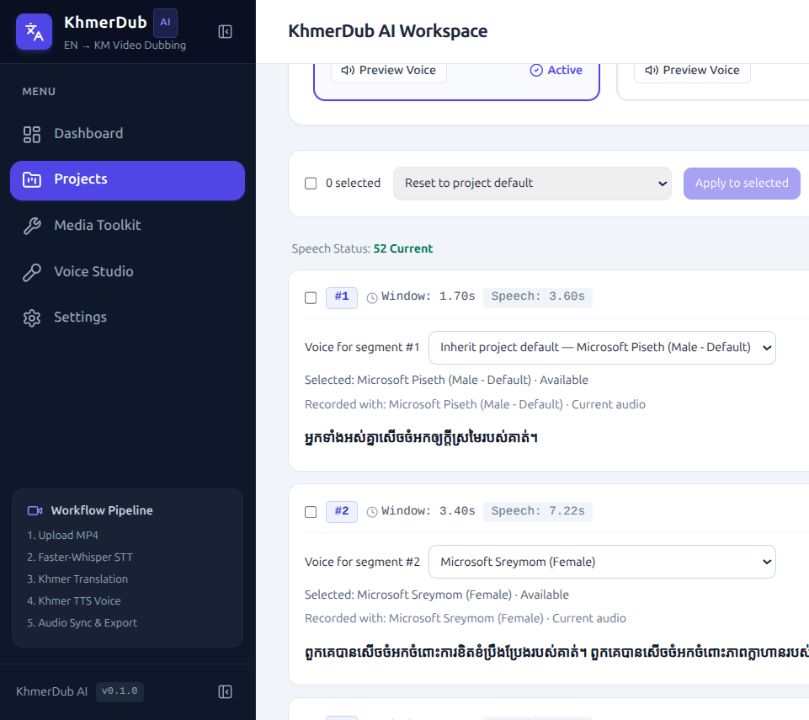 KhmerDub AI
EN → KM Video Dubbing
MENU
Dashboard
Projects
Media Toolkit
Voice Studio
Settings
Workflow Pipeline
1. Upload MP4
2. Faster-Whisper STT
3. Khmer Translation
4. Khmer TTS Voice
5. Audio Sync & Export
KhmerDub AI v0.1.0
KhmerDub AI Workspace
Preview Voice Active Preview Voice
0 selected Reset to project default Apply to selected
Speech Status: 52 Current
#1 Window: 1.70s Speech: 3.60s
Voice for segment #1 Inherit project default — Microsoft Piseth (Male - Default)
Selected: Microsoft Piseth (Male - Default) · Available
Recorded with: Microsoft Piseth (Male - Default) · Current audio
អ្នកទាំងអស់គ្នាសើចចំអកឲ្យក្តីស្រមៃរបស់គាត់។
#2 Window: 3.40s Speech: 7.22s
Voice for segment #2 Microsoft Sreymom (Female)
Selected: Microsoft Sreymom (Female) · Available
Recorded with: Microsoft Sreymom (Female) · Current audio
ពួកគេបានសើចចំអកចំពោះការខិតខំប្រឹងប្រែងរបស់គាត់។ ពួកគេបានសើចចំអកចំពោះភាពក្លាហានរបស់